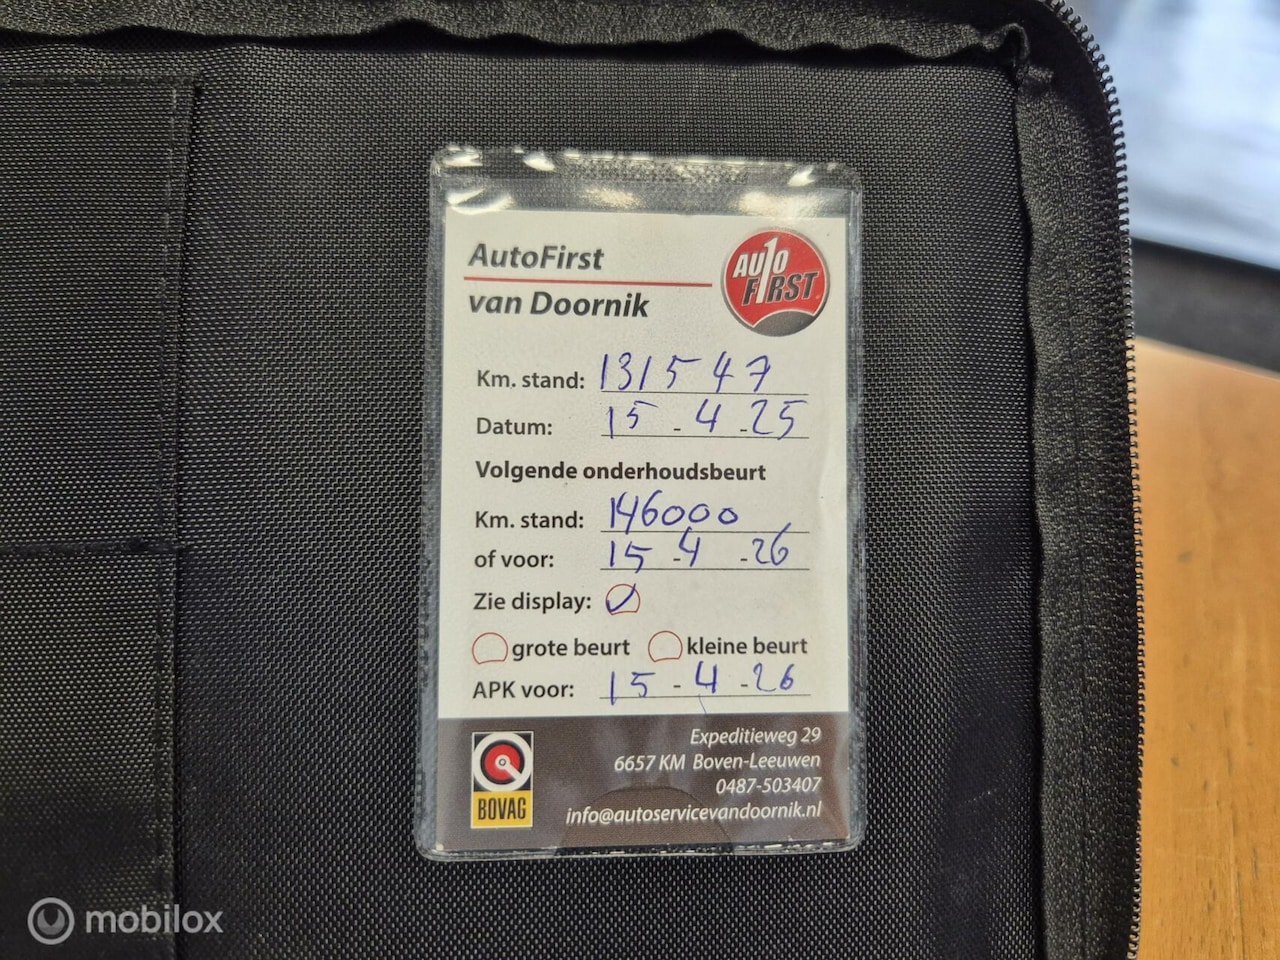 AutoFirst
van Doornik
AUTO FIRST
Km. stand: 131547
Datum: 15 - 4 - 25
Volgende onderhoudsbeurt
Km. stand: 146000
of voor: 15 - 4 - 26
Zie display:
grote beurt kleine beurt
APK voor: 15 - 4 - 26
Expeditieweg 29
6657 KM Boven-Leeuwen
0487-503407
info@autoservicevandoornik.nl
BOVAG
mobilox